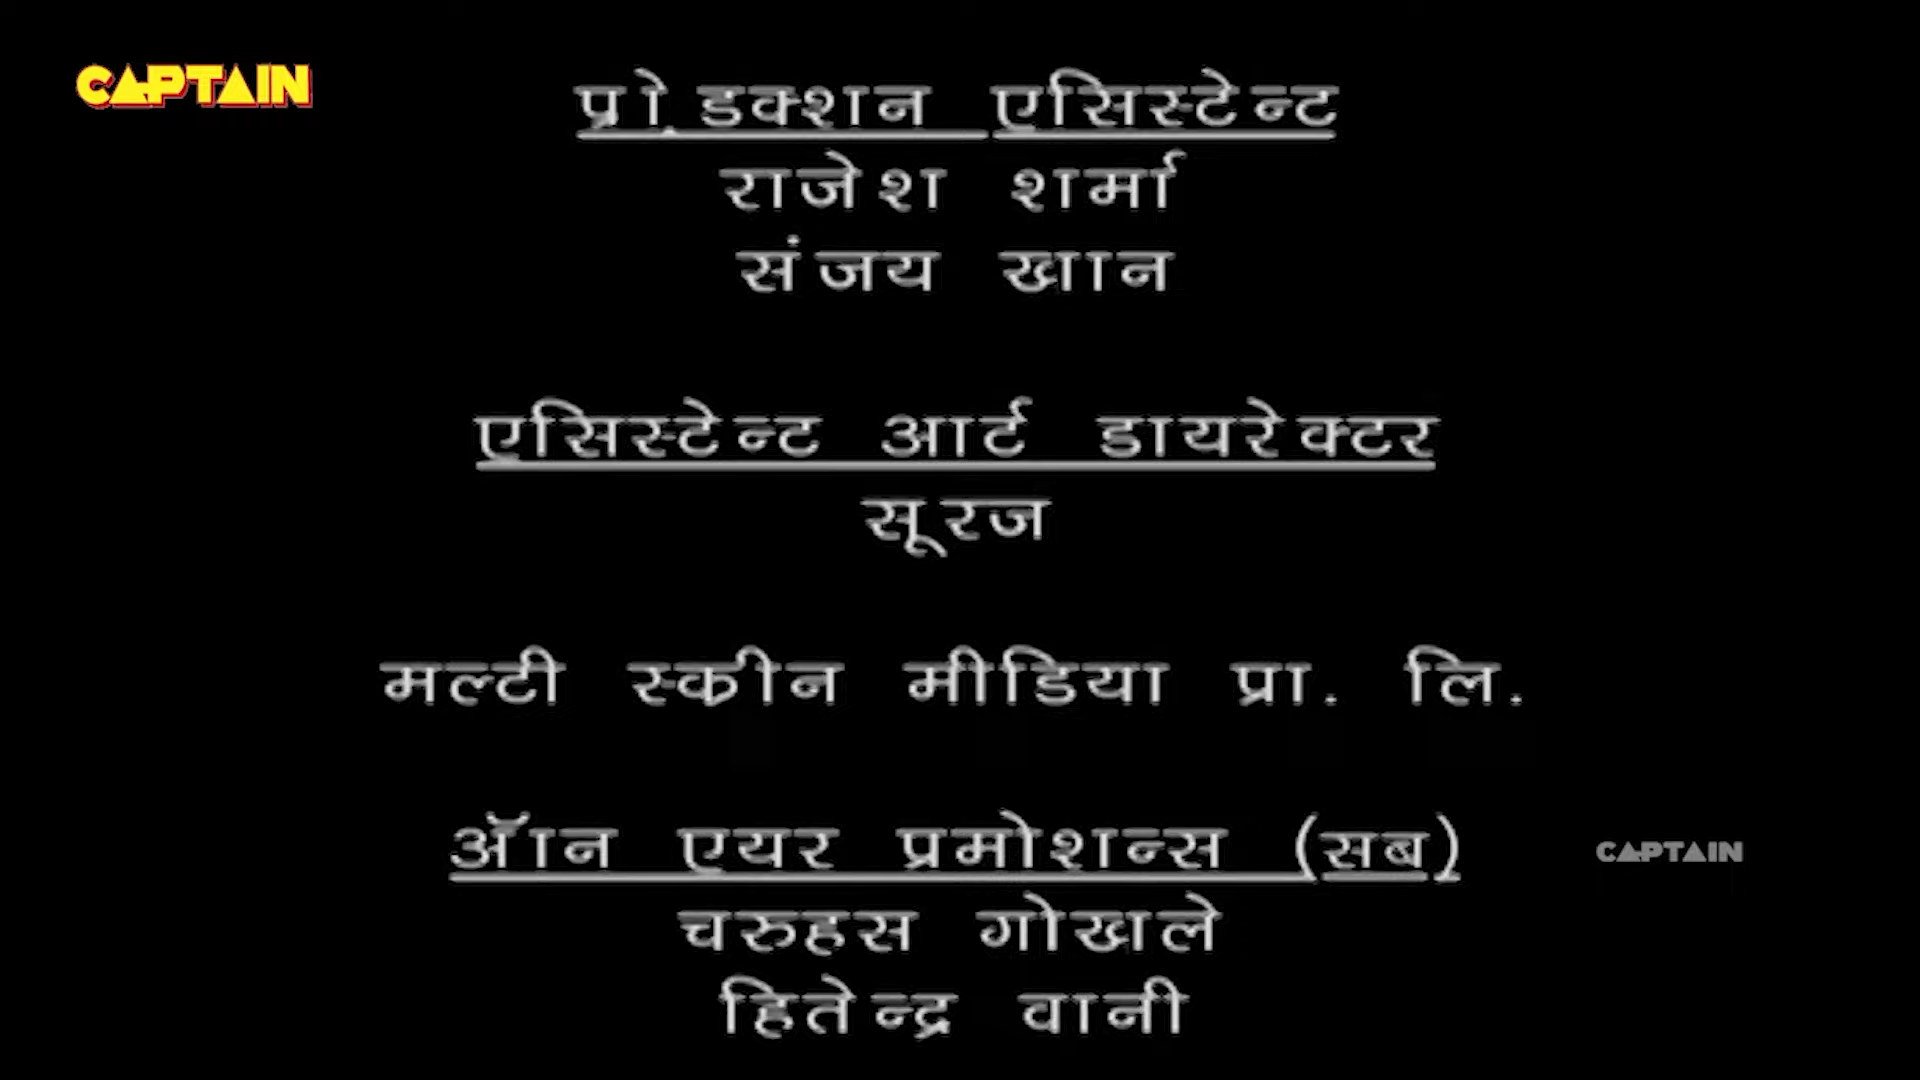 CAPTAIN
प्रो.डक्शन एसिस्टेन्ट
राजेश शर्मा
संजय खान
एसिस्टेन्ट आर्ट डायरेक्टर
सूरज
मल्टी स्क्रीन मीडिया प्रा. लि.
ऑन एयर प्रमोशन्स (सब)
CAPTAIN
चरुहस गोखले
हितेन्द्र वानी